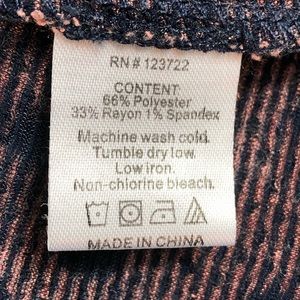 RN # 123722
CONTENT:
66% Polyester
33% Rayon 1% Spandex
Machine wash cold.
Tumble dry low.
Low iron.
Non-chlorine bleach.
MADE IN CHINA